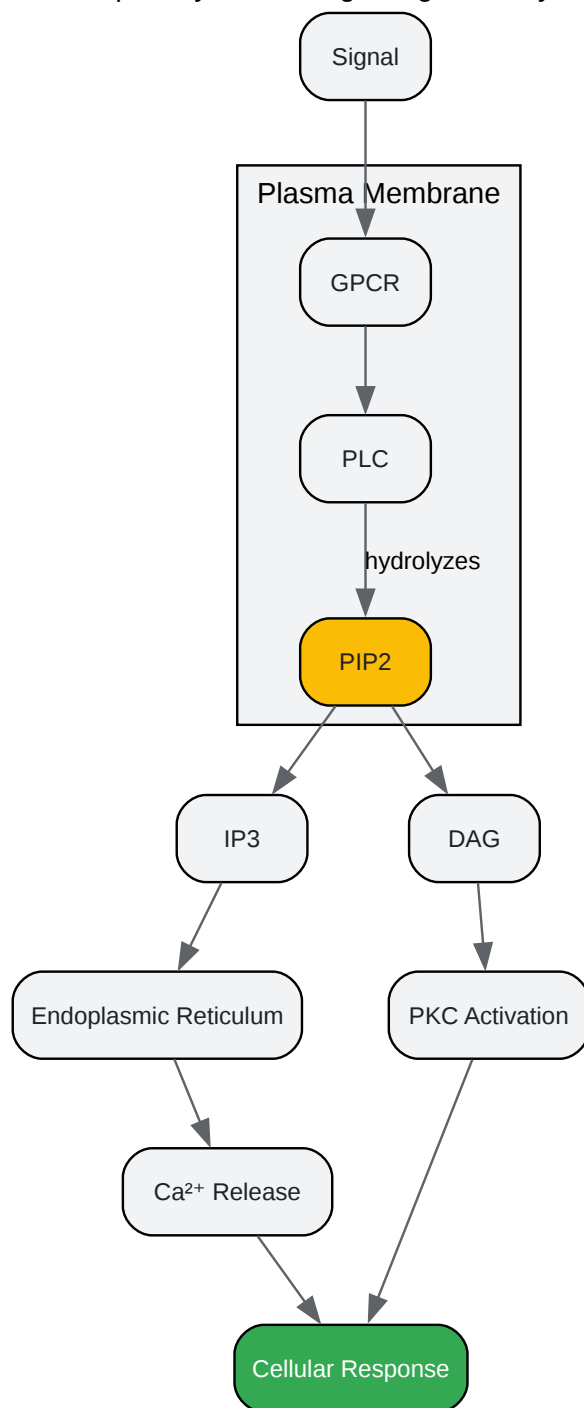 Signal
Plasma Membrane
GPCR
PLC
hydrolyzes
PIP2
IP3
DAG
Endoplasmic Reticulum
PKC Activation
Ca²⁺ Release
Cellular Response